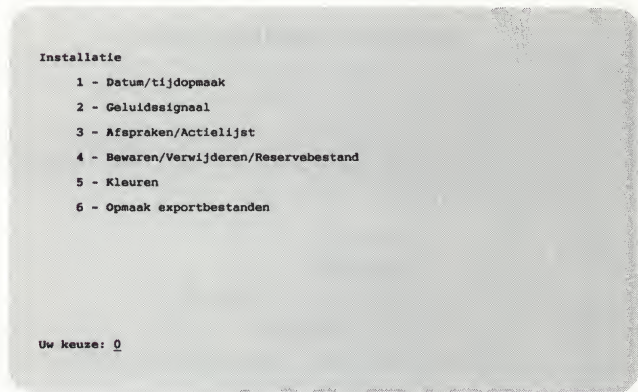 Installatie
1 - Datum/tijdopmaak
2 - Geluidssignaal
3 - Afspraken/Actielijst
4 - Bewaren/Verwijderen/Reservebestand
5 - Kleuren
6 - Opmaak exportbestanden
Uw keuze: 0